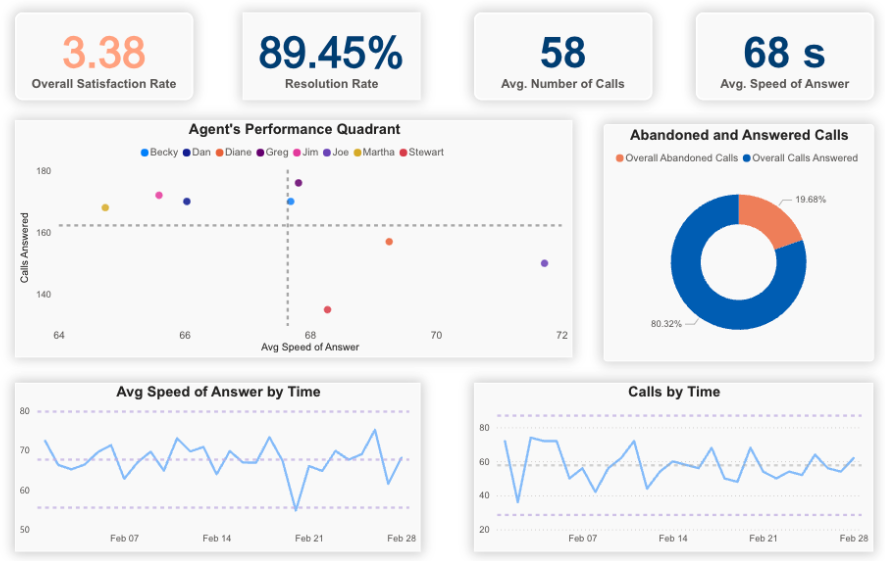 3.38
Overall Satisfaction Rate
89.45%
Resolution Rate
58
Avg. Number of Calls
68 s
Avg. Speed of Answer
Agent's Performance Quadrant
Becky Dan Diane Greg Jim Joe Martha Stewart
180
160
140
Calls Answered
64 66 68 70 72
Avg Speed of Answer
Abandoned and Answered Calls
Overall Abandoned Calls Overall Calls Answered
19.68%
80.32%
Avg Speed of Answer by Time
80
70
60
50
Feb 07 Feb 14 Feb 21 Feb 28
Calls by Time
80
60
40
20
Feb 07 Feb 14 Feb 21 Feb 28